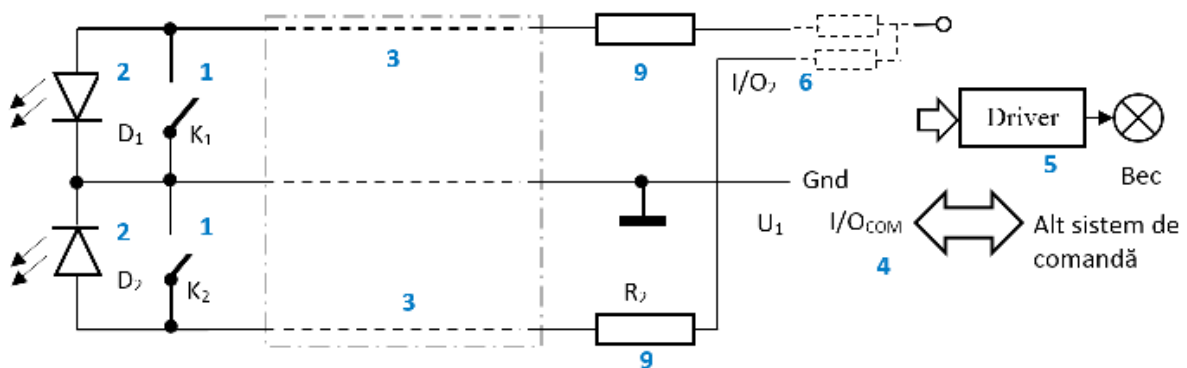 2 1 3 9 I/O₂ 6
D₁ K₁ Driver
5
Gnd Bec
2 1 U₁ I/O_COM Alt sistem de
4 comandă
D₂ K₂ 3 R₂
9